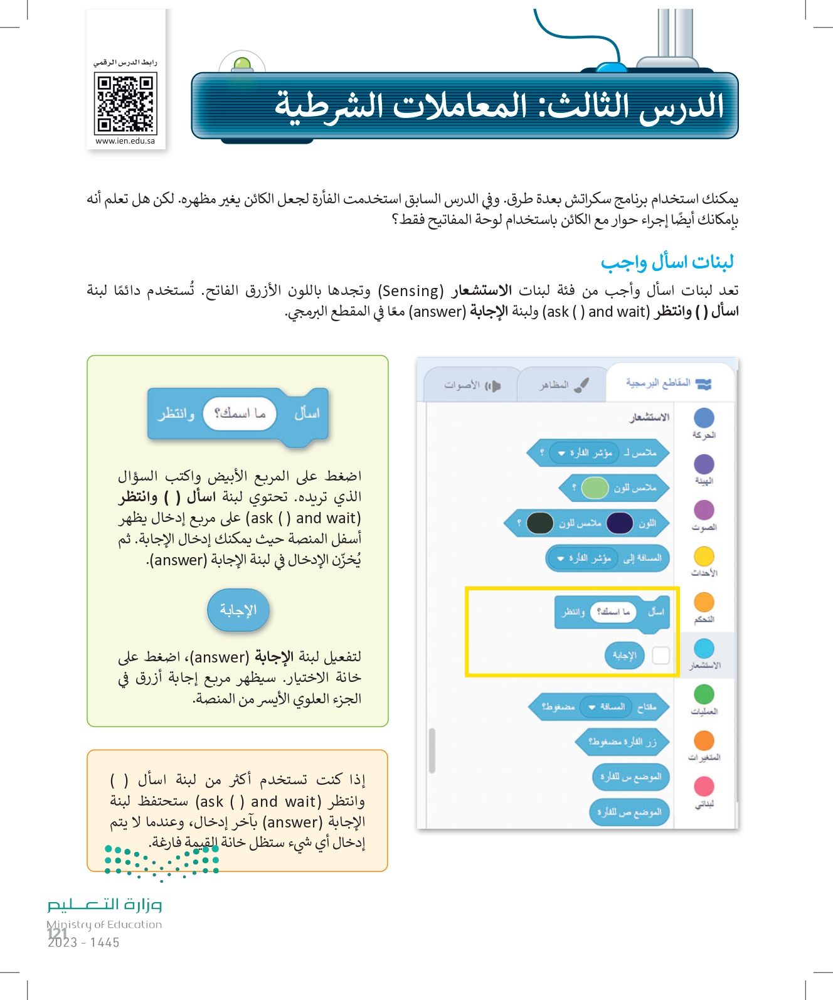 رابط الدرس الرقمي
www.ien.edu.sa
الدرس الثالث: المعاملات الشرطية
يمكنك استخدام برنامج سكراتش بعدة طرق. وفي الدرس السابق استخدمت الفأرة لجعل الكائن يغير مظهره. لكن هل تعلم أنه
بإمكانك أيضًا إجراء حوار مع الكائن باستخدام لوحة المفاتيح فقط؟
لبنات اسأل واجب
تعد لبنات اسأل وأجب من فئة لبنات الاستشعار (Sensing) وتجدها باللون الأزرق الفاتح. تُستخدم دائمًا لبنة
اسأل ( ) وانتظر (ask ( ) and wait) ولبنة الإجابة (answer) معًا في المقطع البرمجي.
المقاطع البرمجية
المظاهر
الأصوات
الحركة
الهيئة
الصوت
الأحداث
التحكم
الاستشعار
العمليات
المتغيرات
لبناتي
الاستشعار
ملامس لـ مؤشر الفأرة ؟
ملامس للون ؟
اللون ملامس للون ؟
المسافة إلى مؤشر الفأرة
اسأل ما اسمك؟ وانتظر
الإجابة
مفتاح المسافة مضغوط؟
زر الفأرة مضغوط؟
الموضع س للفأرة
الموضع ص للفأرة
اسأل ما اسمك؟ وانتظر
اضغط على المربع الأبيض واكتب السؤال
الذي تريده. تحتوي لبنة اسأل ( ) وانتظر
(ask ( ) and wait) على مربع إدخال يظهر
أسفل المنصة حيث يمكنك إدخال الإجابة. ثم
يُخزّن الإدخال في لبنة الإجابة (answer).
الإجابة
لتفعيل لبنة الإجابة (answer)، اضغط على
خانة الاختيار. سيظهر مربع إجابة أزرق في
الجزء العلوي الأيسر من المنصة.
إذا كنت تستخدم أكثر من لبنة اسأل ( )
وانتظر (ask ( ) and wait) ستحتفظ لبنة
الإجابة (answer) بآخر إدخال، وعندما لا يتم
إدخال أي شيء ستظل خانة القيمة فارغة.
وزارة التعليم
Ministry of Education
121
2023 - 1445